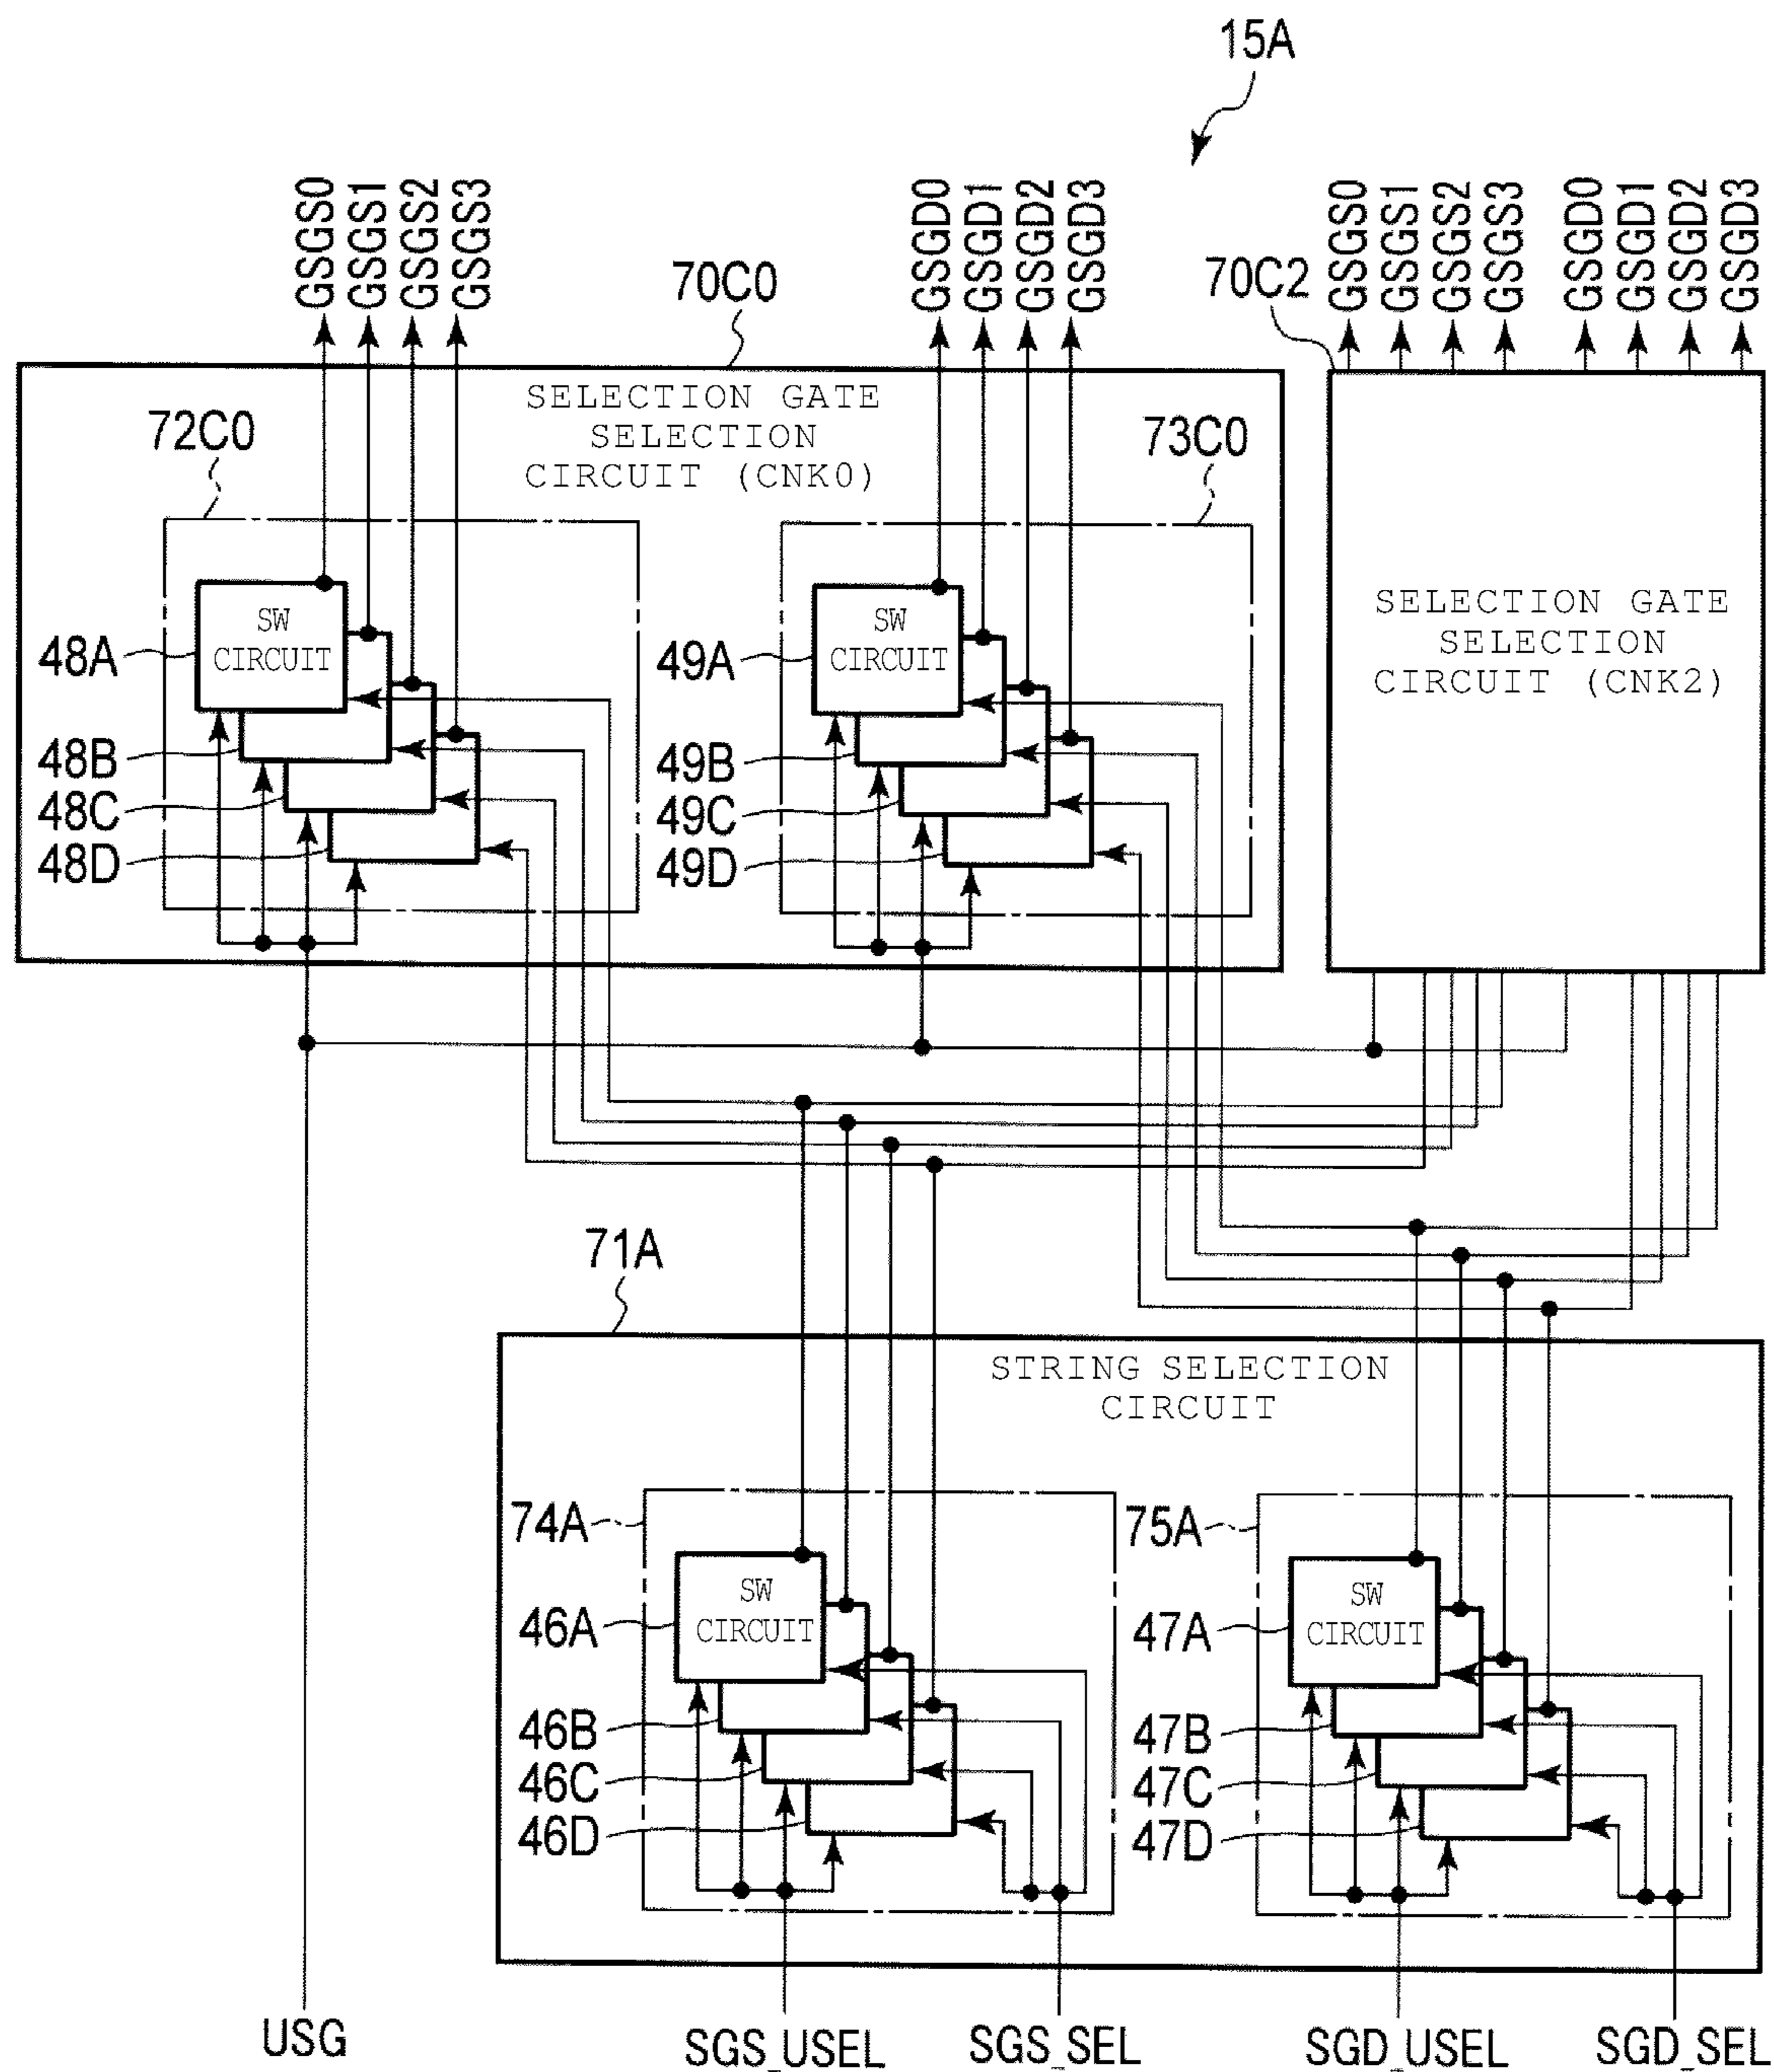 15A
GSGS0
GSGS1
GSGS2
GSGS3
GSGD0
GSGD1
GSGD2
GSGD3
GSGS0
GSGS1
GSGS2
GSGS3
GSGD0
GSGD1
GSGD2
GSGD3
70C0
70C2
SELECTION GATE
SELECTION
CIRCUIT (CNK0)
72C0
73C0
SW
CIRCUIT
48A
48B
48C
48D
SW
CIRCUIT
49A
49B
49C
49D
SELECTION GATE
SELECTION
CIRCUIT (CNK2)
71A
STRING SELECTION
CIRCUIT
74A
75A
SW
CIRCUIT
46A
46B
46C
46D
SW
CIRCUIT
47A
47B
47C
47D
USG
SGS_USEL
SGS_SEL
SGD_USEL
SGD_SEL